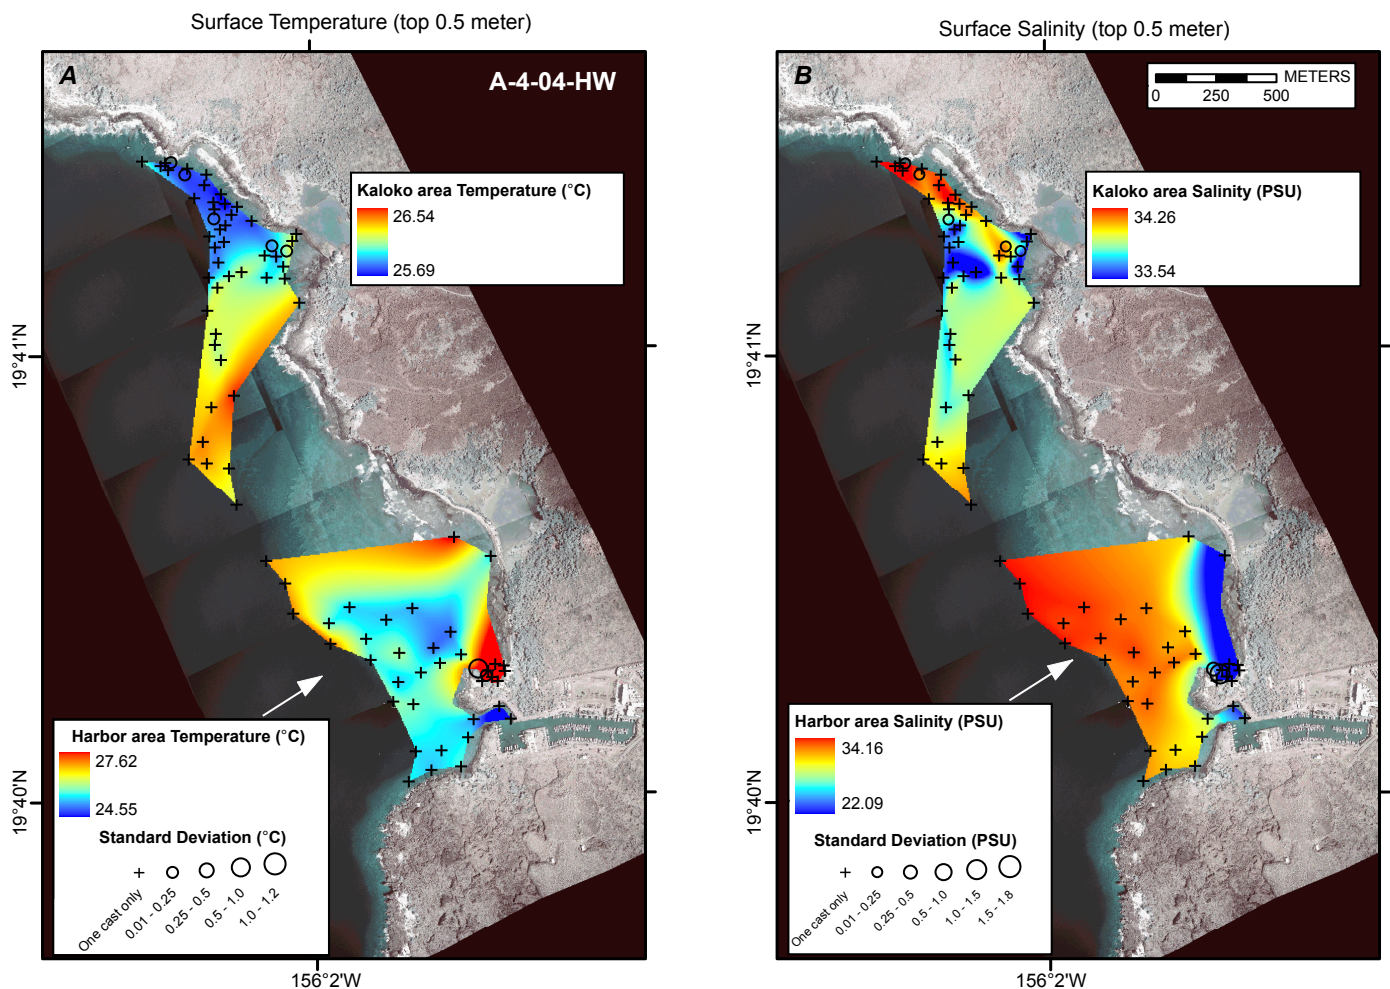 Surface Temperature (top 0.5 meter)
A
A-4-04-HW
Kaloko area Temperature (°C)
26.54
25.69
19°41'N
19°40'N
Harbor area Temperature (°C)
27.62
24.55
Standard Deviation (°C)
One cast only
0.01 - 0.25
0.25 - 0.5
0.5 - 1.0
1.0 - 1.2
156°2'W
Surface Salinity (top 0.5 meter)
B
METERS
0 250 500
Kaloko area Salinity (PSU)
34.26
33.54
19°41'N
19°40'N
Harbor area Salinity (PSU)
34.16
22.09
Standard Deviation (PSU)
One cast only
0.01 - 0.25
0.25 - 0.5
0.5 - 1.0
1.0 - 1.5
1.5 - 1.8
156°2'W